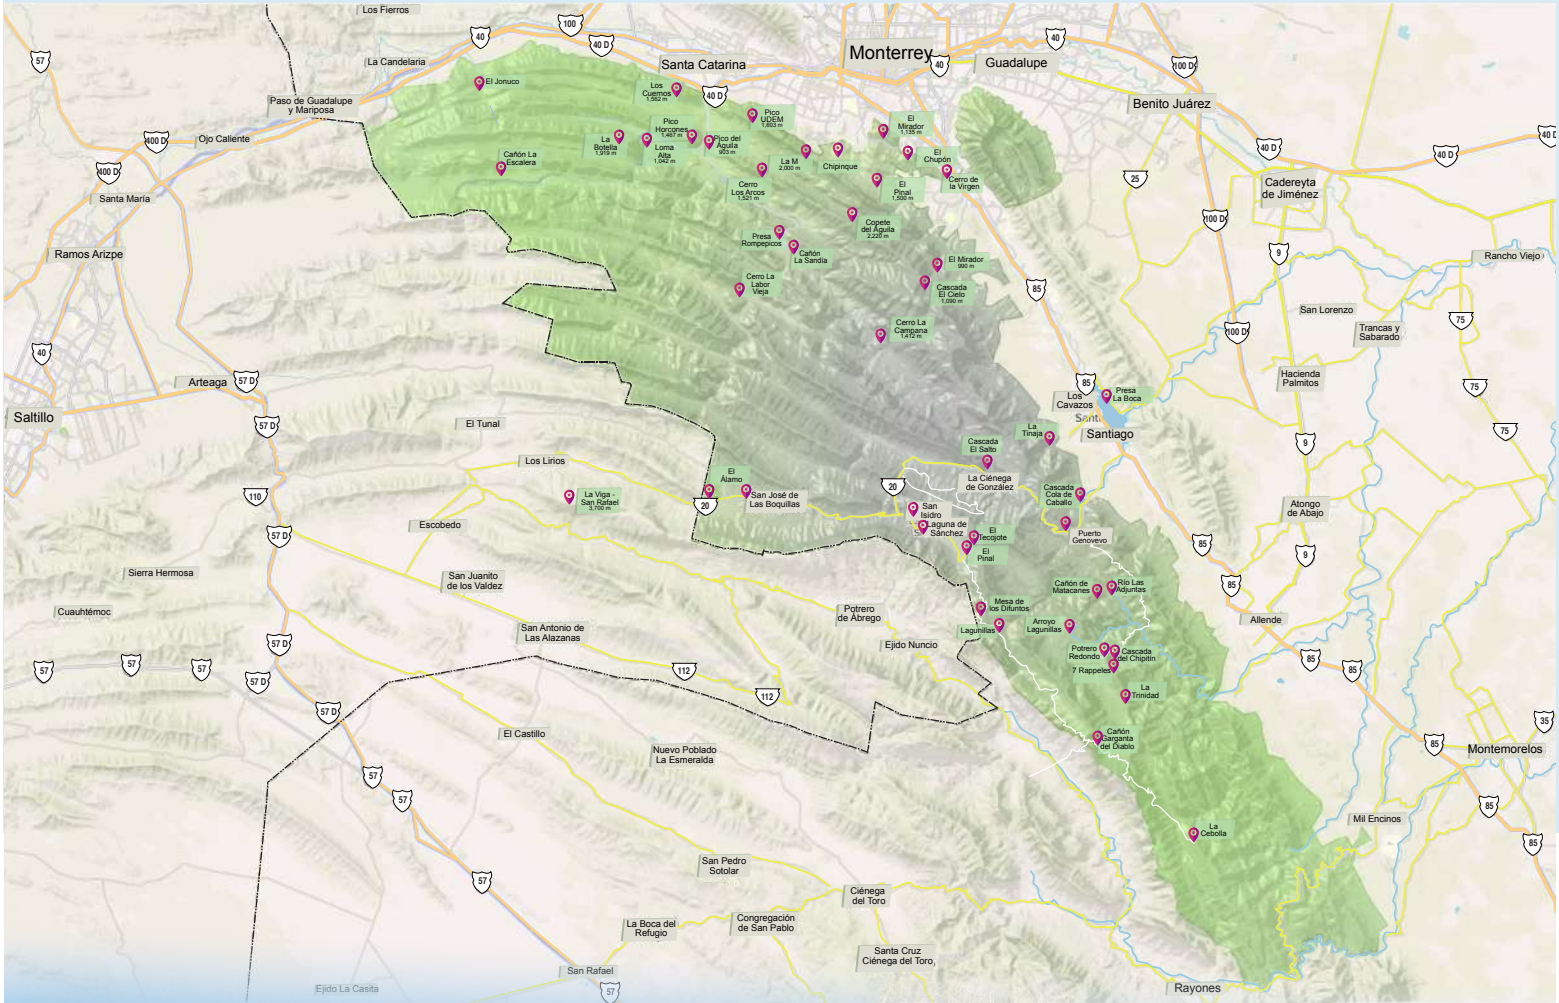 Los Fierros
100
40
40 D
57
La Candelaria
Santa Catarina
Monterrey
40
40
Guadalupe
100 D
El Jonuco
Paso de Guadalupe
y Mariposa
Los
Cuernos
1,562 m
40 D
Pico
UDEM
1,603 m
Benito Juárez
400 D
Ojo Caliente
La
Botella
1,919 m
Pico
Horcones
1,467 m
Loma
Alta
1,042 m
Pico del
Águila
903 m
El
Mirador
1,135 m
40 D
40 D
40 D
Cañón La
Escalera
La M
2,000 m
Chipinque
El
Chupón
400 D
Cerro
Los Arcos
1,521 m
El
Pinal
1,500 m
Cerro de
la Virgen
25
Cadereyta
de Jiménez
Santa María
Copete
del Águila
2,220 m
100 D
Presa
Rompepicos
Cañón
La Sandía
Ramos Arizpe
El Mirador
990 m
9
Rancho Viejo
Cerro La
Labor
Vieja
Cascada
El Cielo
1,090 m
85
San Lorenzo
75
Cerro La
Campana
1,412 m
100 D
Trancas y
Sabarado
40
Arteaga
57 D
85
Los
Cavazos
Presa
La Boca
Hacienda
Palmitos
75
Saltillo
57 D
El Tunal
La
Tinaja
Santi
Santiago
75
9
Los Lirios
Cascada
El Salto
110
La Viga -
San Rafael
3,700 m
El
Álamo
20
San José de
Las Boquillas
20
La Ciénega
de González
Cascada
Cola de
Caballo
Atongo
de Abajo
Escobedo
57 D
San
Isidro
Laguna de
Sánchez
El
Tecojote
El
Pinal
Puerto
Genovevo
85
9
Sierra Hermosa
San Juanito
de los Valdez
Cañón de
Matacanes
Río Las
Adjuntas
85
Cuauhtémoc
Potrero
de Abrego
Mesa de
los Difuntos
Lagunillas
Arroyo
Lagunillas
Allende
57 D
San Antonio de
Las Alazanas
Ejido Nuncio
Potrero
Redondo
Cascada
del Chipitín
7 Rappeles
57
57
57
57 D
112
112
85
85
La
Trinidad
57 D
35
El Castillo
Nuevo Poblado
La Esmeralda
Cañón
Garganta
del Diablo
85
Montemorelos
57
57
85
La
Cebolla
Mil Encinos
85
San Pedro
Sotolar
57
Ciénega
del Toro
La Boca del
Refugio
Congregación
de San Pablo
Santa Cruz
Ciénega del Toro,
San Rafael
57
Ejido La Casita
Rayones